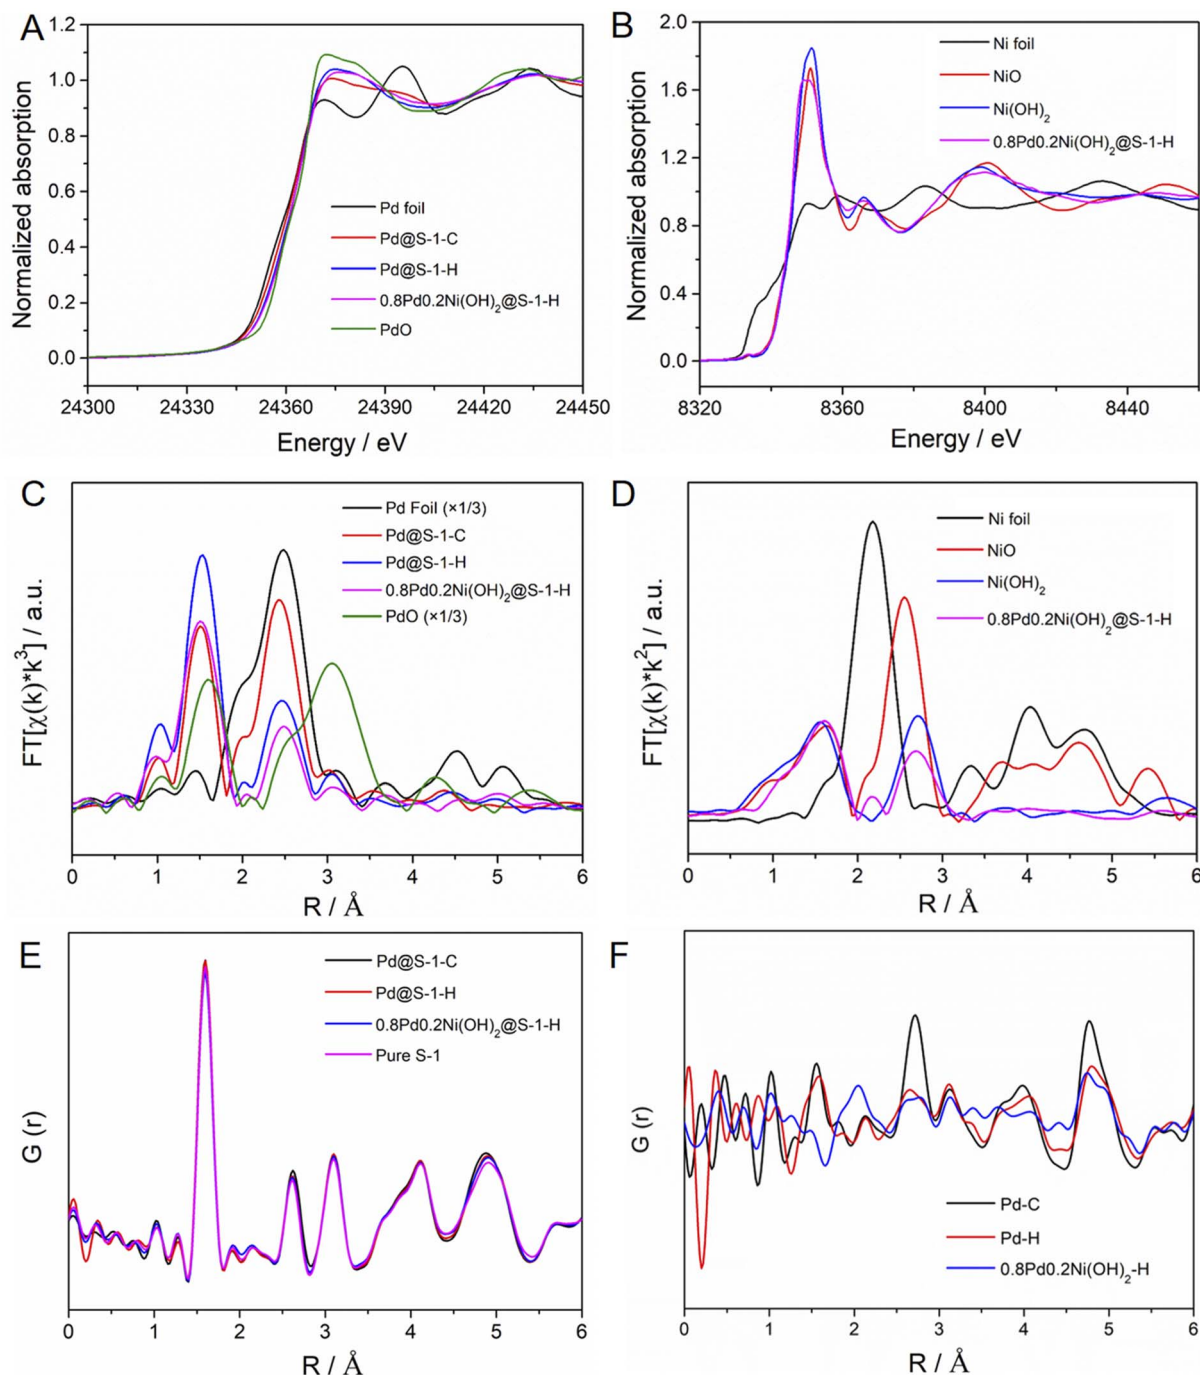 A
Normalized absorption
1.2
1.0
0.8
0.6
0.4
0.2
0.0
Pd foil
Pd@S-1-C
Pd@S-1-H
0.8Pd0.2Ni(OH)₂@S-1-H
PdO
24300 24330 24360 24390 24420 24450
Energy / eV
B
Normalized absorption
2.0
1.6
1.2
0.8
0.4
0.0
Ni foil
NiO
Ni(OH)₂
0.8Pd0.2Ni(OH)₂@S-1-H
8320 8360 8400 8440
Energy / eV
C
FT[χ(k)*k³] / a.u.
Pd Foil (×1/3)
Pd@S-1-C
Pd@S-1-H
0.8Pd0.2Ni(OH)₂@S-1-H
PdO (×1/3)
0 1 2 3 4 5 6
R / Å
D
FT[χ(k)*k²] / a.u.
Ni foil
NiO
Ni(OH)₂
0.8Pd0.2Ni(OH)₂@S-1-H
0 1 2 3 4 5 6
R / Å
E
G (r)
Pd@S-1-C
Pd@S-1-H
0.8Pd0.2Ni(OH)₂@S-1-H
Pure S-1
0 1 2 3 4 5 6
R / Å
F
G (r)
Pd-C
Pd-H
0.8Pd0.2Ni(OH)₂-H
0 1 2 3 4 5 6
R / Å